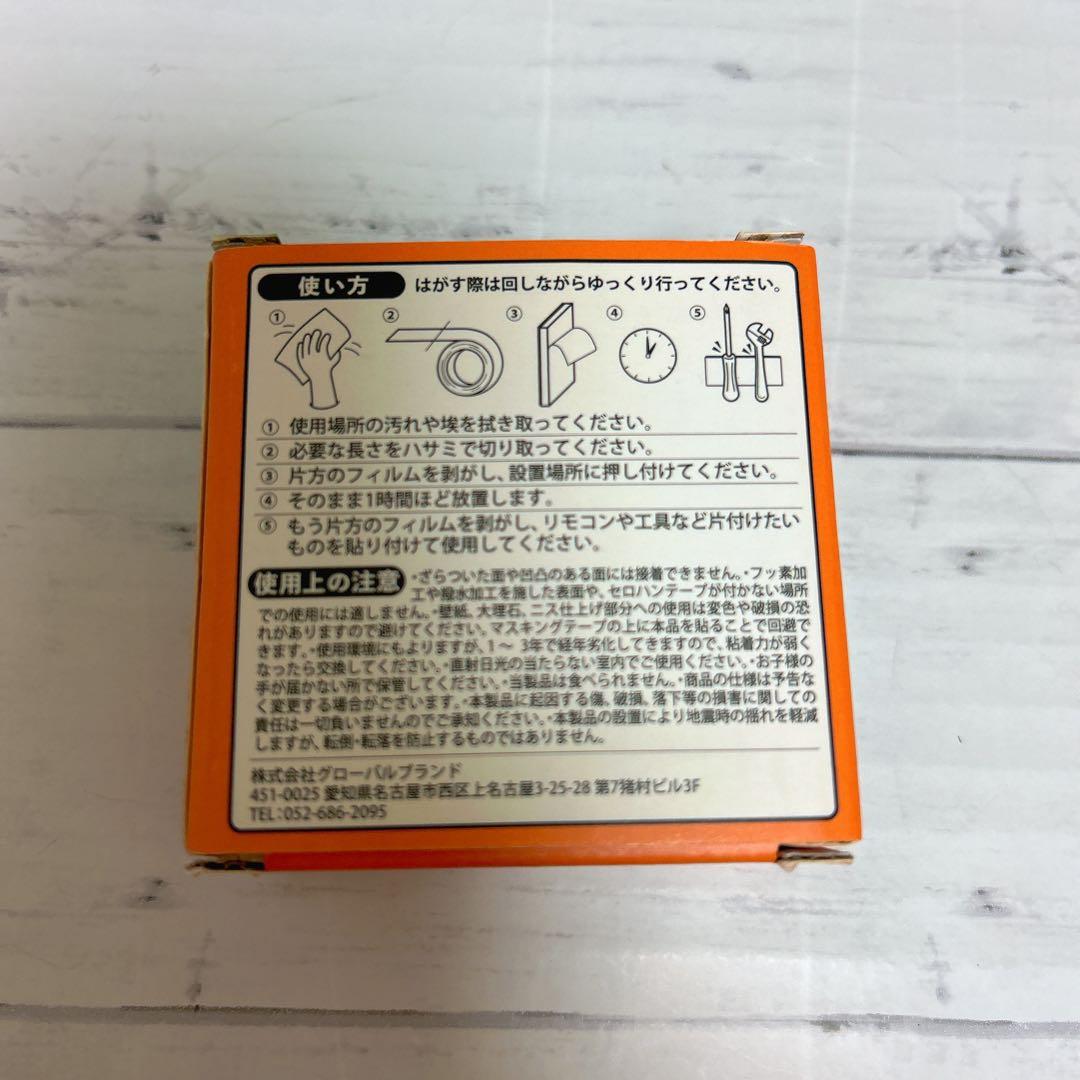 使い方 はがす際は回しながらゆっくり行ってください。
① ② ③ ④ ⑤
① 使用場所の汚れや埃を拭き取ってください。
② 必要な長さをハサミで切り取ってください。
③ 片方のフィルムを剥がし、設置場所に押し付けてください。
④ そのまま1時間ほど放置します。
⑤ もう片方のフィルムを剥がし、リモコンや工具など片付けたい
ものを貼り付けて使用してください。
使用上の注意 ・ざらついた面や凹凸のある面には接着できません。・フッ素加
工や撥水加工を施した表面や、セロハンテープが付かない場所
での使用には適しません。・壁紙、大理石、ニス仕上げ部分への使用は変色や破損の恐
れがありますので避けてください。マスキングテープの上に本品を貼ることで回避で
きます。・使用環境にもよりますが、1～ 3年で経年劣化してきますので、粘着力が弱く
なったら交換してください。・直射日光の当たらない室内でご使用ください。・お子様の
手が届かない所で保管してください。・当製品は食べられません。・商品の仕様は予告な
く変更する場合がございます。・本製品に起因する傷、破損、落下等の損害に関しての
責任は一切負いませんのでご承知ください。・本製品の設置により地震時の揺れを軽減
しますが、転倒・転落を防止するものではありません。
株式会社グローバルブランド
451-0025 愛知県名古屋市西区上名古屋3-25-28 第7猪村ビル3F
TEL:052-686-2095